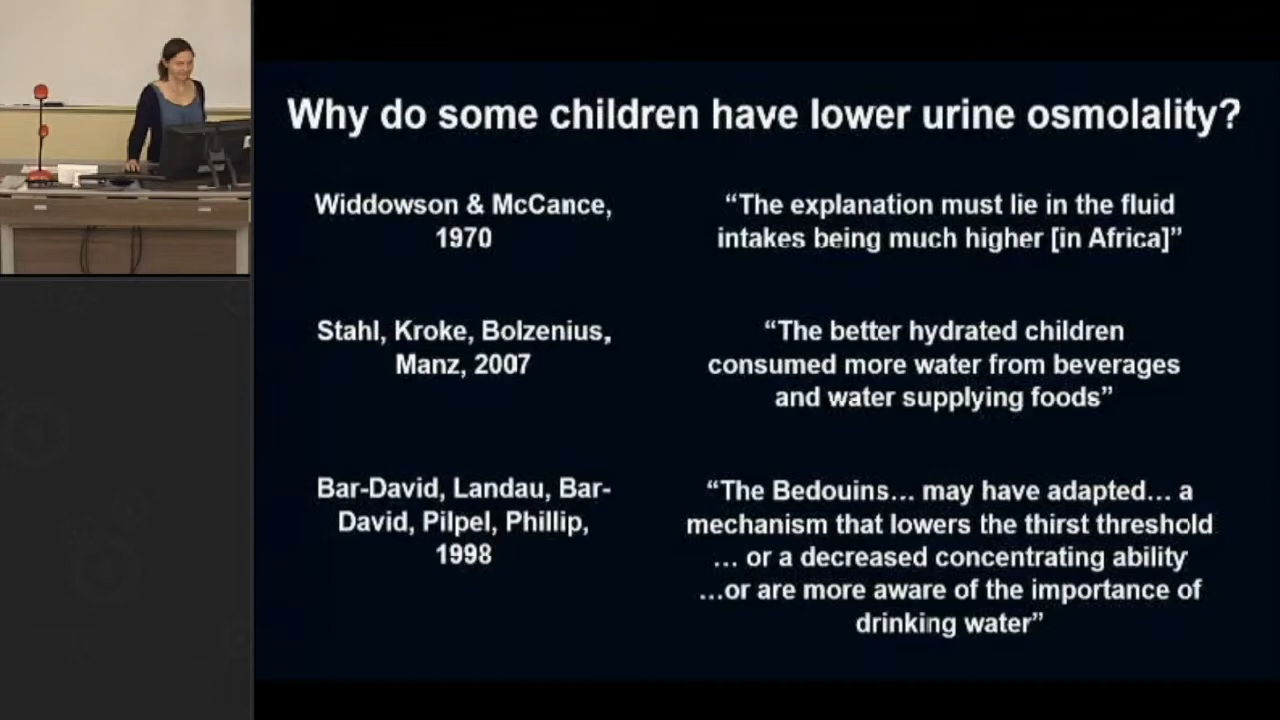 Why do some children have lower urine osmolality?
Widdowson & McCance,
1970
“The explanation must lie in the fluid
intakes being much higher [in Africa]”
Stahl, Kroke, Bolzenius,
Manz, 2007
“The better hydrated children
consumed more water from beverages
and water supplying foods”
Bar-David, Landau, Bar-
David, Pilpel, Phillip,
1998
“The Bedouins... may have adapted... a
mechanism that lowers the thirst threshold
... or a decreased concentrating ability
...or are more aware of the importance of
drinking water”